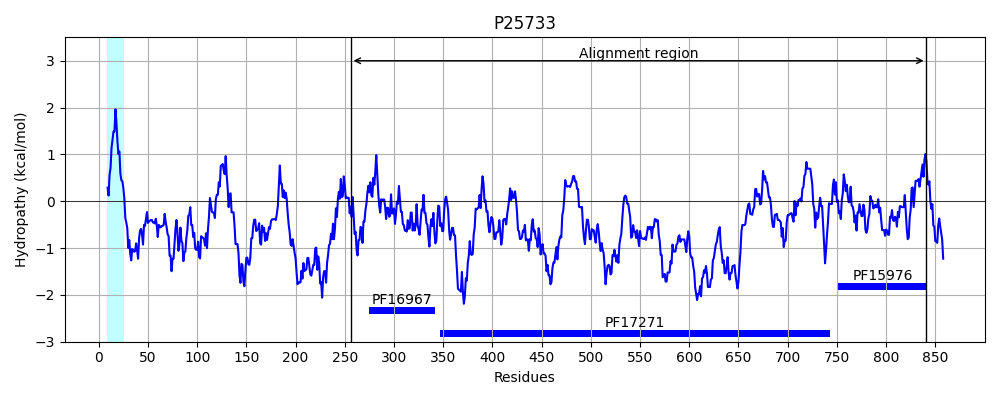 P25733
Alignment region
3
2
1
0
−1
−2
−3
Hydropathy (kcal/mol)
PF15976
PF16967
PF17271
0 50 100 150 200 250 300 350 400 450 500 550 600 650 700 750 800 850
Residues